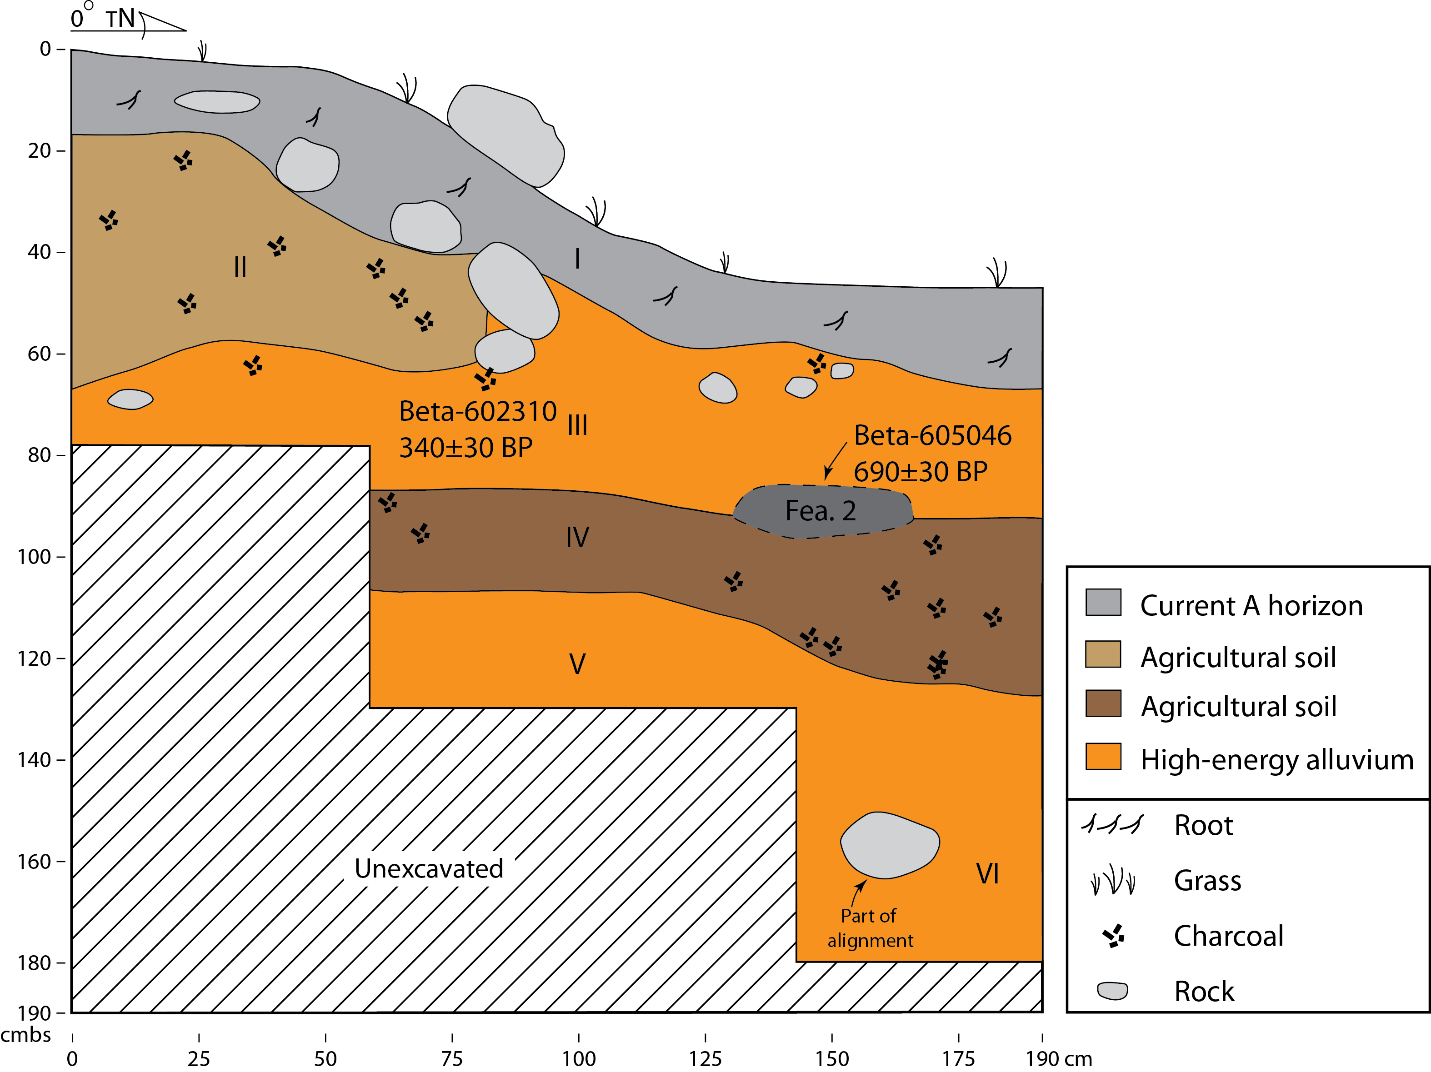 0° TN
0
20
40
60
80
100
120
140
160
180
190
cmbs
I
II
Beta-602310
340±30 BP
III
Beta-605046
690±30 BP
Fea. 2
IV
V
VI
Unexcavated
Part of
alignment
0
25
50
75
100
125
150
175
190 cm
Current A horizon
Agricultural soil
Agricultural soil
High-energy alluvium
Root
Grass
Charcoal
Rock